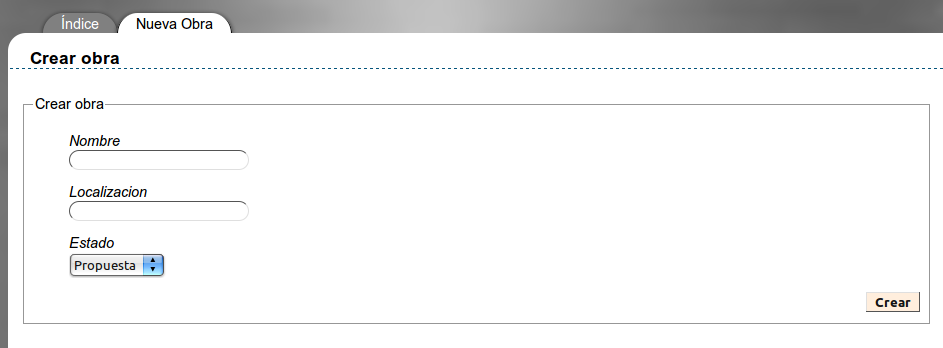 Índice Nueva Obra
Crear obra
Crear obra
Nombre
Localizacion
Estado
Propuesta
Crear